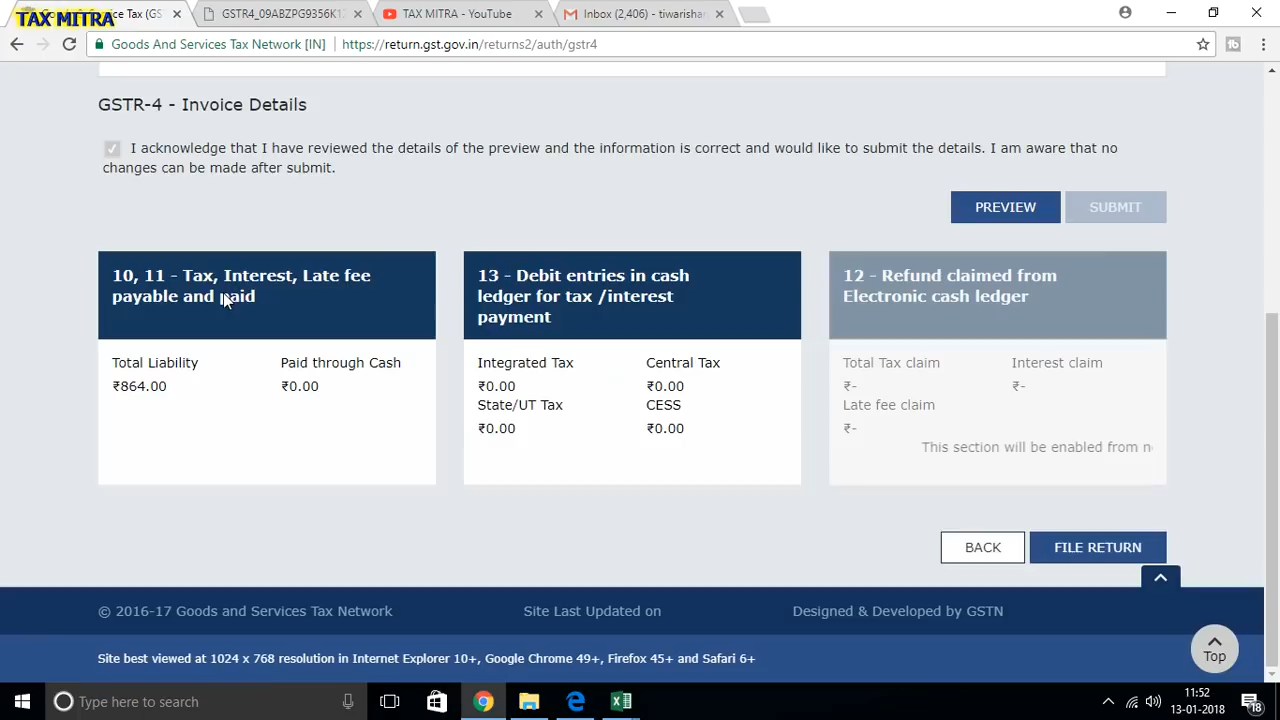 TAX MITRA
e Tax (GS
GSTR4_09ABZPG9356K1
TAX MITRA - YouTube
Inbox (2,406) - tiwarishar
Goods And Services Tax Network [IN]
https://return.gst.gov.in/returns2/auth/gstr4
GSTR-4 - Invoice Details
I acknowledge that I have reviewed the details of the preview and the information is correct and would like to submit the details. I am aware that no
changes can be made after submit.
PREVIEW
SUBMIT
10, 11 - Tax, Interest, Late fee
payable and paid
13 - Debit entries in cash
ledger for tax /interest
payment
12 - Refund claimed from
Electronic cash ledger
Total Liability
Paid through Cash
₹864.00
₹0.00
Integrated Tax
Central Tax
₹0.00
₹0.00
State/UT Tax
CESS
₹0.00
₹0.00
Total Tax claim
Interest claim
₹-
₹-
Late fee claim
₹-
This section will be enabled from n
BACK
FILE RETURN
© 2016-17 Goods and Services Tax Network
Site Last Updated on
Designed & Developed by GSTN
Site best viewed at 1024 x 768 resolution in Internet Explorer 10+, Google Chrome 49+, Firefox 45+ and Safari 6+
Top
Type here to search
11:52
13-01-2018
18